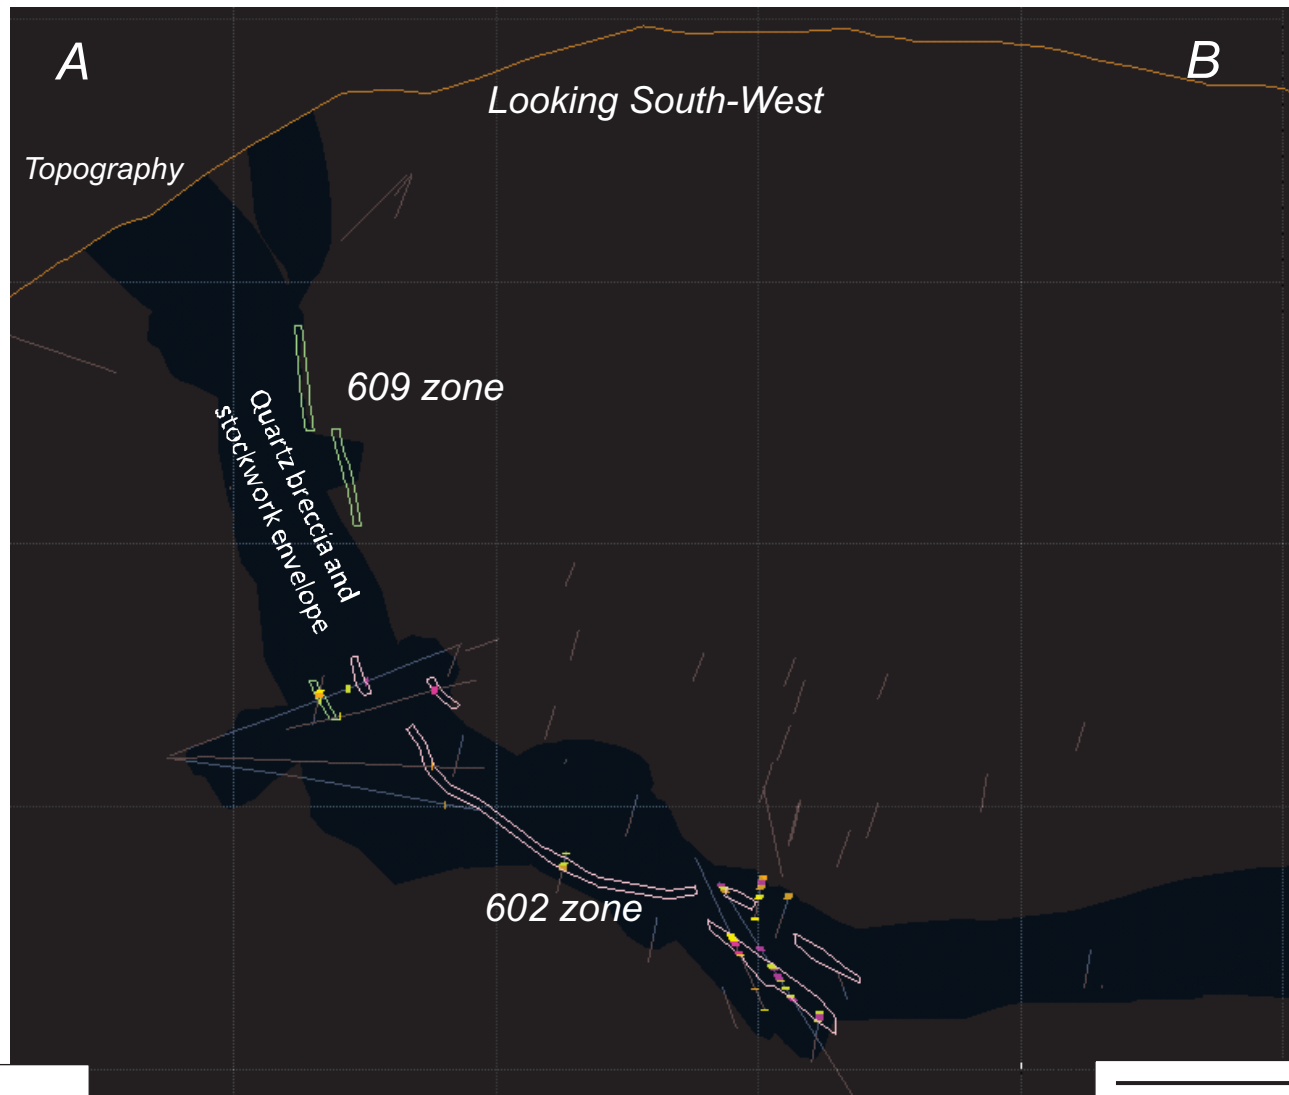 A
B
Looking South-West
Topography
609 zone
Quartz breccia and
stockwork envelope
602 zone